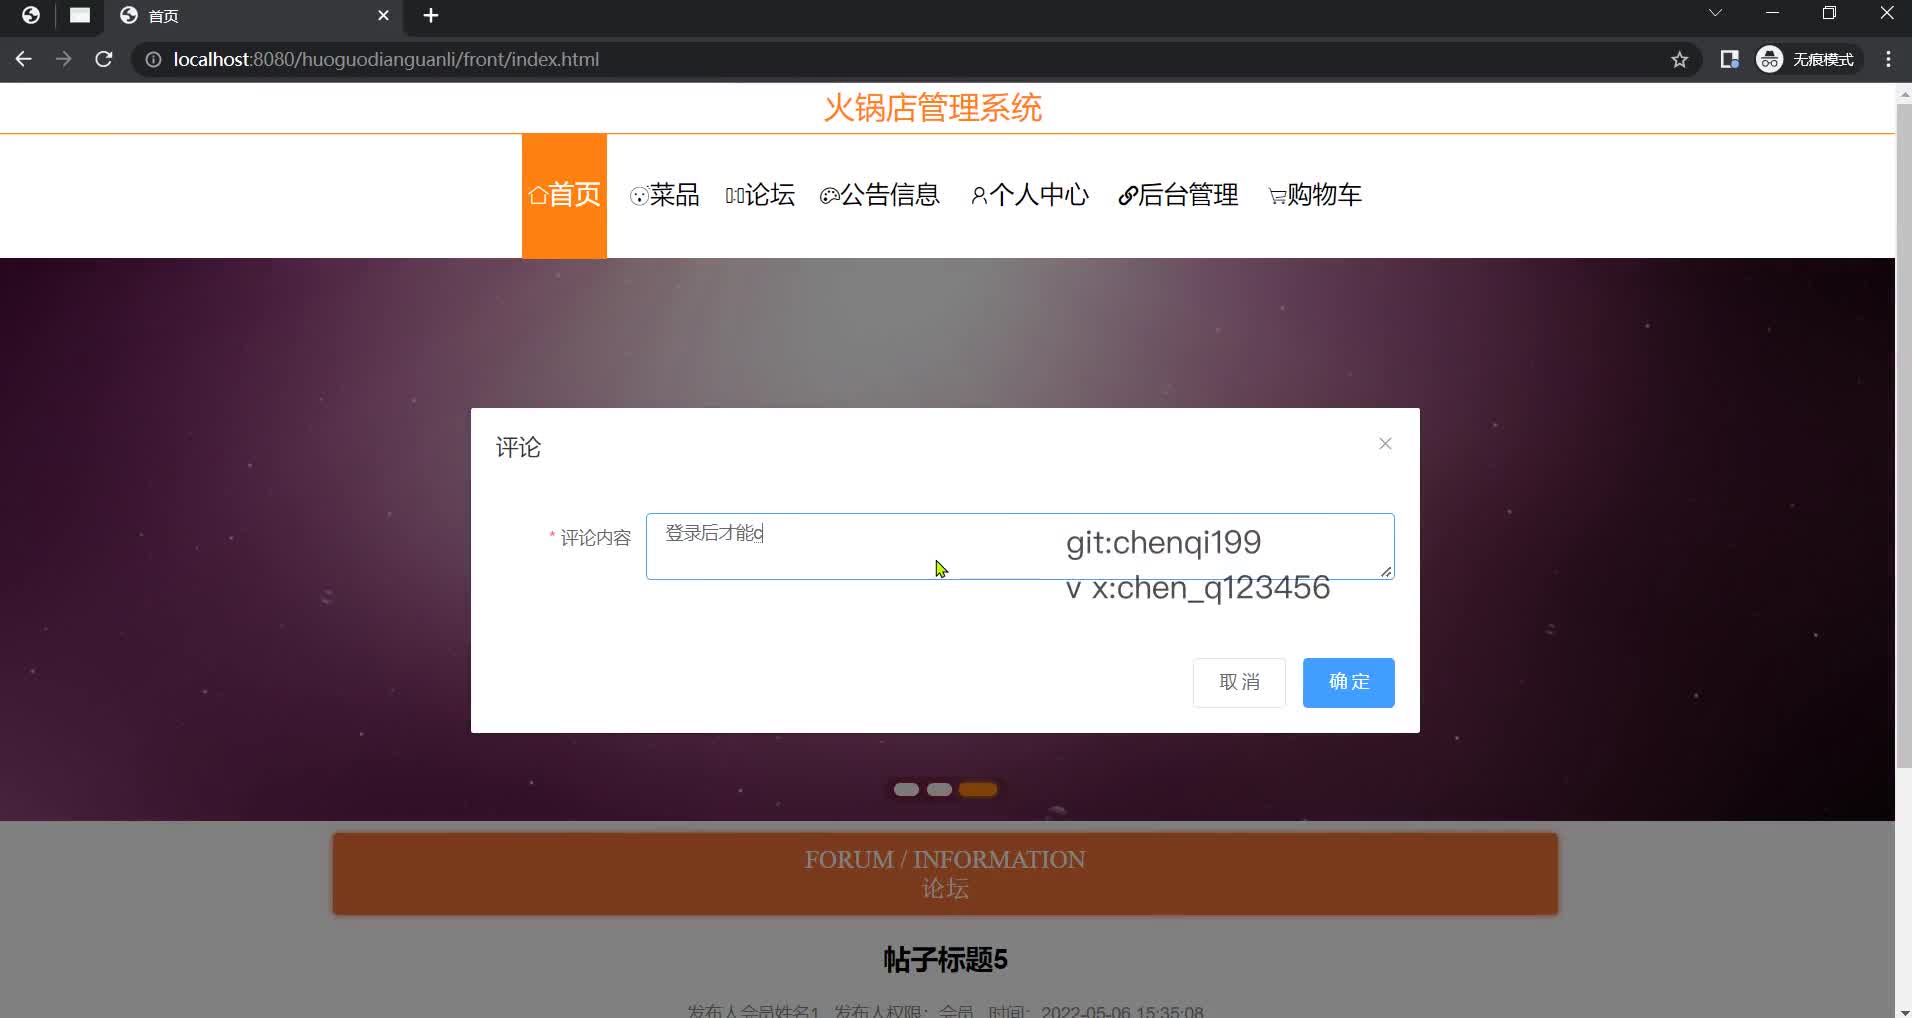 首页
localhost:8080/huoguodianguanli/front/index.html
无痕模式
火锅店管理系统
首页 菜品 论坛 公告信息 个人中心 后台管理 购物车
评论
* 评论内容
登录后才能c
git:chenqi199
v x:chen_q123456
取消 确定
FORUM / INFORMATION
论坛
帖子标题5
发布人会员姓名1 发布人权限：会员 时间：2022-05-06 15:35:08